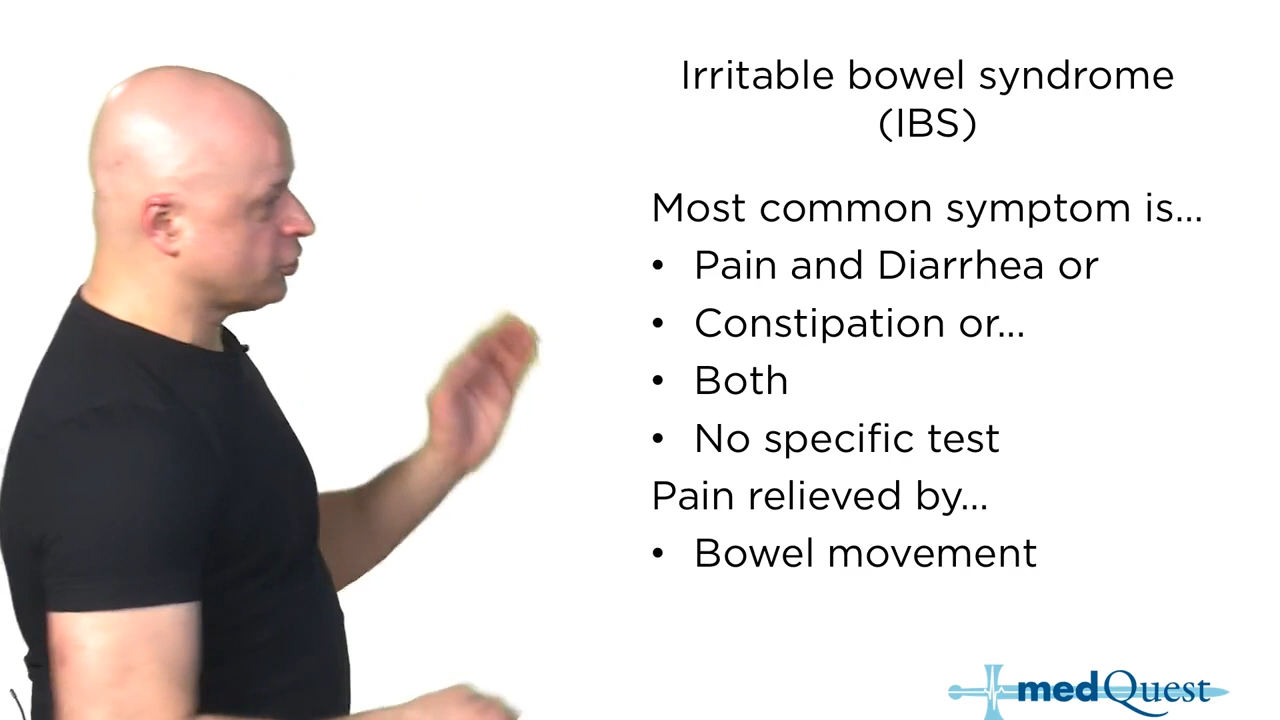 Irritable bowel syndrome
(IBS)
Most common symptom is...
• Pain and Diarrhea or
• Constipation or...
• Both
• No specific test
Pain relieved by...
• Bowel movement
medQuest